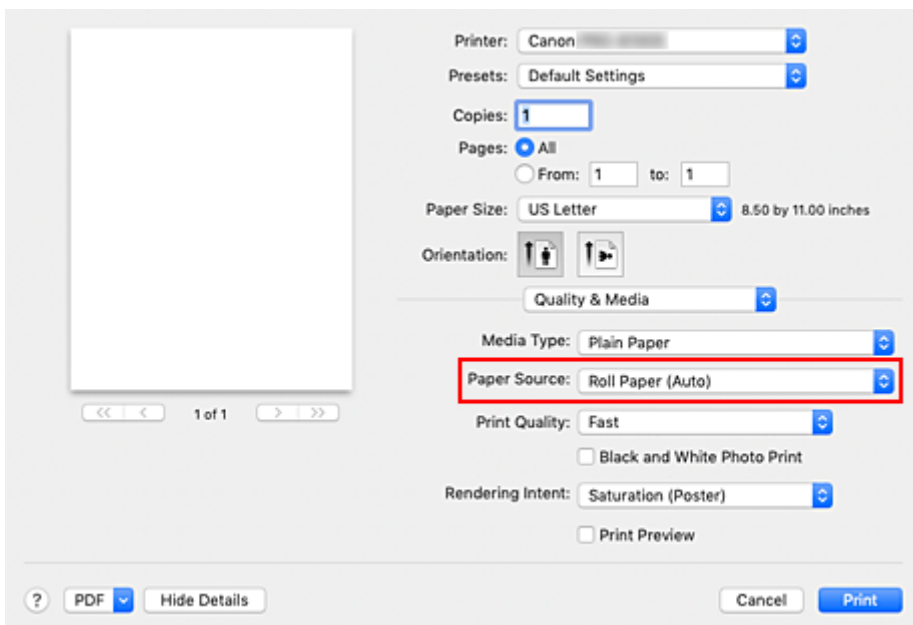 Printer: Canon
Presets: Default Settings
Copies: 1
Pages: All
From: 1 to: 1
Paper Size: US Letter 8.50 by 11.00 inches
Orientation:
Quality & Media
Media Type: Plain Paper
Paper Source: Roll Paper (Auto)
<< < 1 of 1 > >>
Print Quality: Fast
Black and White Photo Print
Rendering Intent: Saturation (Poster)
Print Preview
? PDF Hide Details Cancel Print